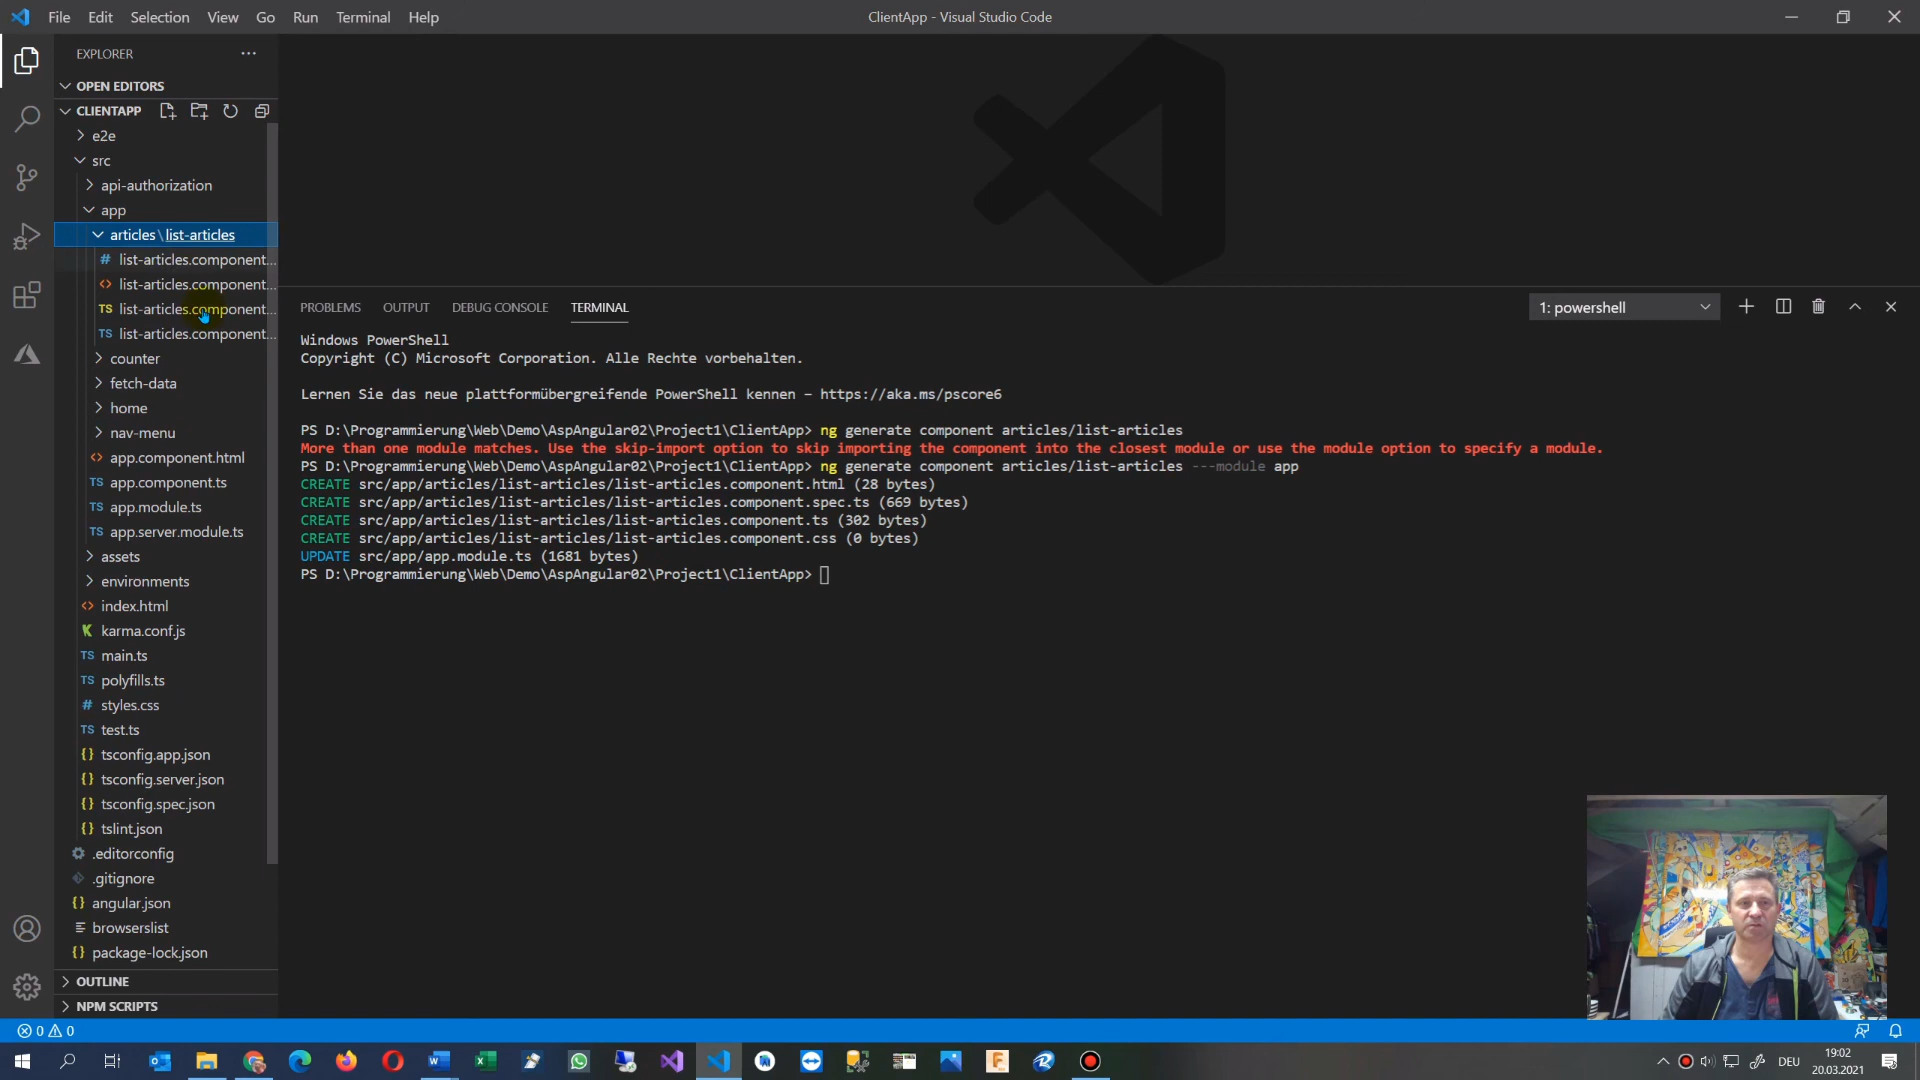 File Edit Selection View Go Run Terminal Help
ClientApp - Visual Studio Code
EXPLORER
OPEN EDITORS
CLIENTAPP
e2e
src
api-authorization
app
articles\list-articles
# list-articles.component...
<> list-articles.component...
TS list-articles.component...
TS list-articles.component...
counter
fetch-data
home
nav-menu
<> app.component.html
TS app.component.ts
TS app.module.ts
TS app.server.module.ts
assets
environments
<> index.html
karma.conf.js
TS main.ts
TS polyfills.ts
# styles.css
TS test.ts
{} tsconfig.app.json
{} tsconfig.server.json
{} tsconfig.spec.json
{} tslint.json
.editorconfig
.gitignore
{} angular.json
browserslist
{} package-lock.json
OUTLINE
NPM SCRIPTS
PROBLEMS OUTPUT DEBUG CONSOLE TERMINAL
1: powershell
Windows PowerShell
Copyright (C) Microsoft Corporation. Alle Rechte vorbehalten.
Lernen Sie das neue plattformübergreifende PowerShell kennen – https://aka.ms/pscore6
PS D:\Programmierung\Web\Demo\AspAngular02\Project1\ClientApp> ng generate component articles/list-articles
More than one module matches. Use the skip-import option to skip importing the component into the closest module or use the module option to specify a module.
PS D:\Programmierung\Web\Demo\AspAngular02\Project1\ClientApp> ng generate component articles/list-articles ---module app
CREATE src/app/articles/list-articles/list-articles.component.html (28 bytes)
CREATE src/app/articles/list-articles/list-articles.component.spec.ts (669 bytes)
CREATE src/app/articles/list-articles/list-articles.component.ts (302 bytes)
CREATE src/app/articles/list-articles/list-articles.component.css (0 bytes)
UPDATE src/app/app.module.ts (1681 bytes)
PS D:\Programmierung\Web\Demo\AspAngular02\Project1\ClientApp>
0 0
DEU
19:02
20.03.2021